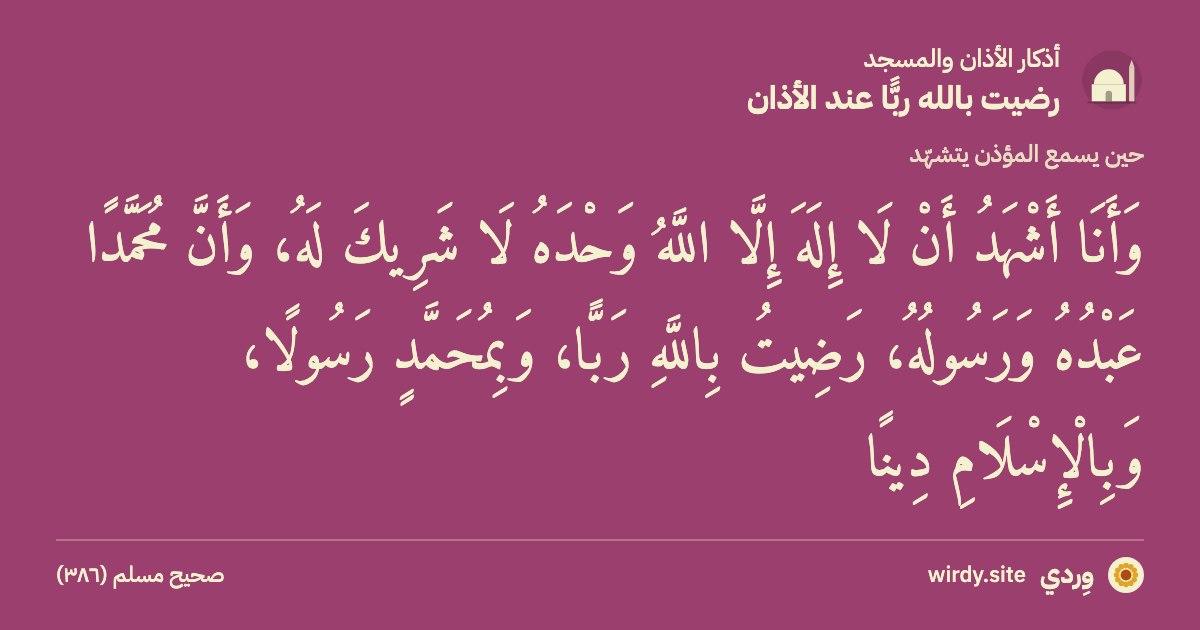 أذكار الأذان والمسجد
رضيت بالله ربًّا عند الأذان
حين يسمع المؤذن يتشهّد
وَأَنَا أَشْهَدُ أَنْ لَا إِلَهَ إِلَّا اللَّهُ وَحْدَهُ لَا شَرِيكَ لَهُ، وَأَنَّ مُحَمَّدًا
عَبْدُهُ وَرَسُولُهُ، رَضِيتُ بِاللَّهِ رَبًّا، وَبِمُحَمَّدٍ رَسُولًا،
وَبِالْإِسْلَامِ دِينًا
وِردي wirdy.site
صحيح مسلم (٣٨٦)